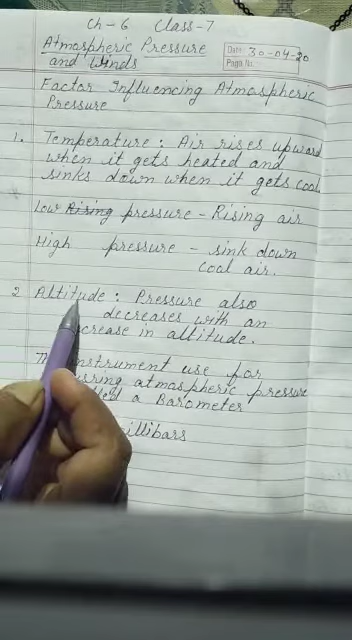 Ch-6 Class-7
Atmospheric Pressure
and Winds
Date: 30-04-20
Page No.
Factor Influencing Atmospheric
Pressure
1. Temperature: Air rises upward
when it gets heated and
sinks down when it gets cool
Low Rising pressure - Rising air
High pressure - sink down
cool air.
2 Altitude: Pressure also
decreases with an
crease in altitude.
instrument use for
atmospheric pressure
a Barometer
illibars